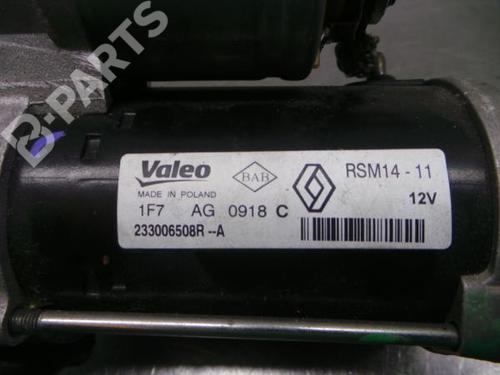 B-PARTS
Valeo BAB RSM14 - 11
MADE IN POLAND 12V
1F7 AG 0918 C
233006508R --A